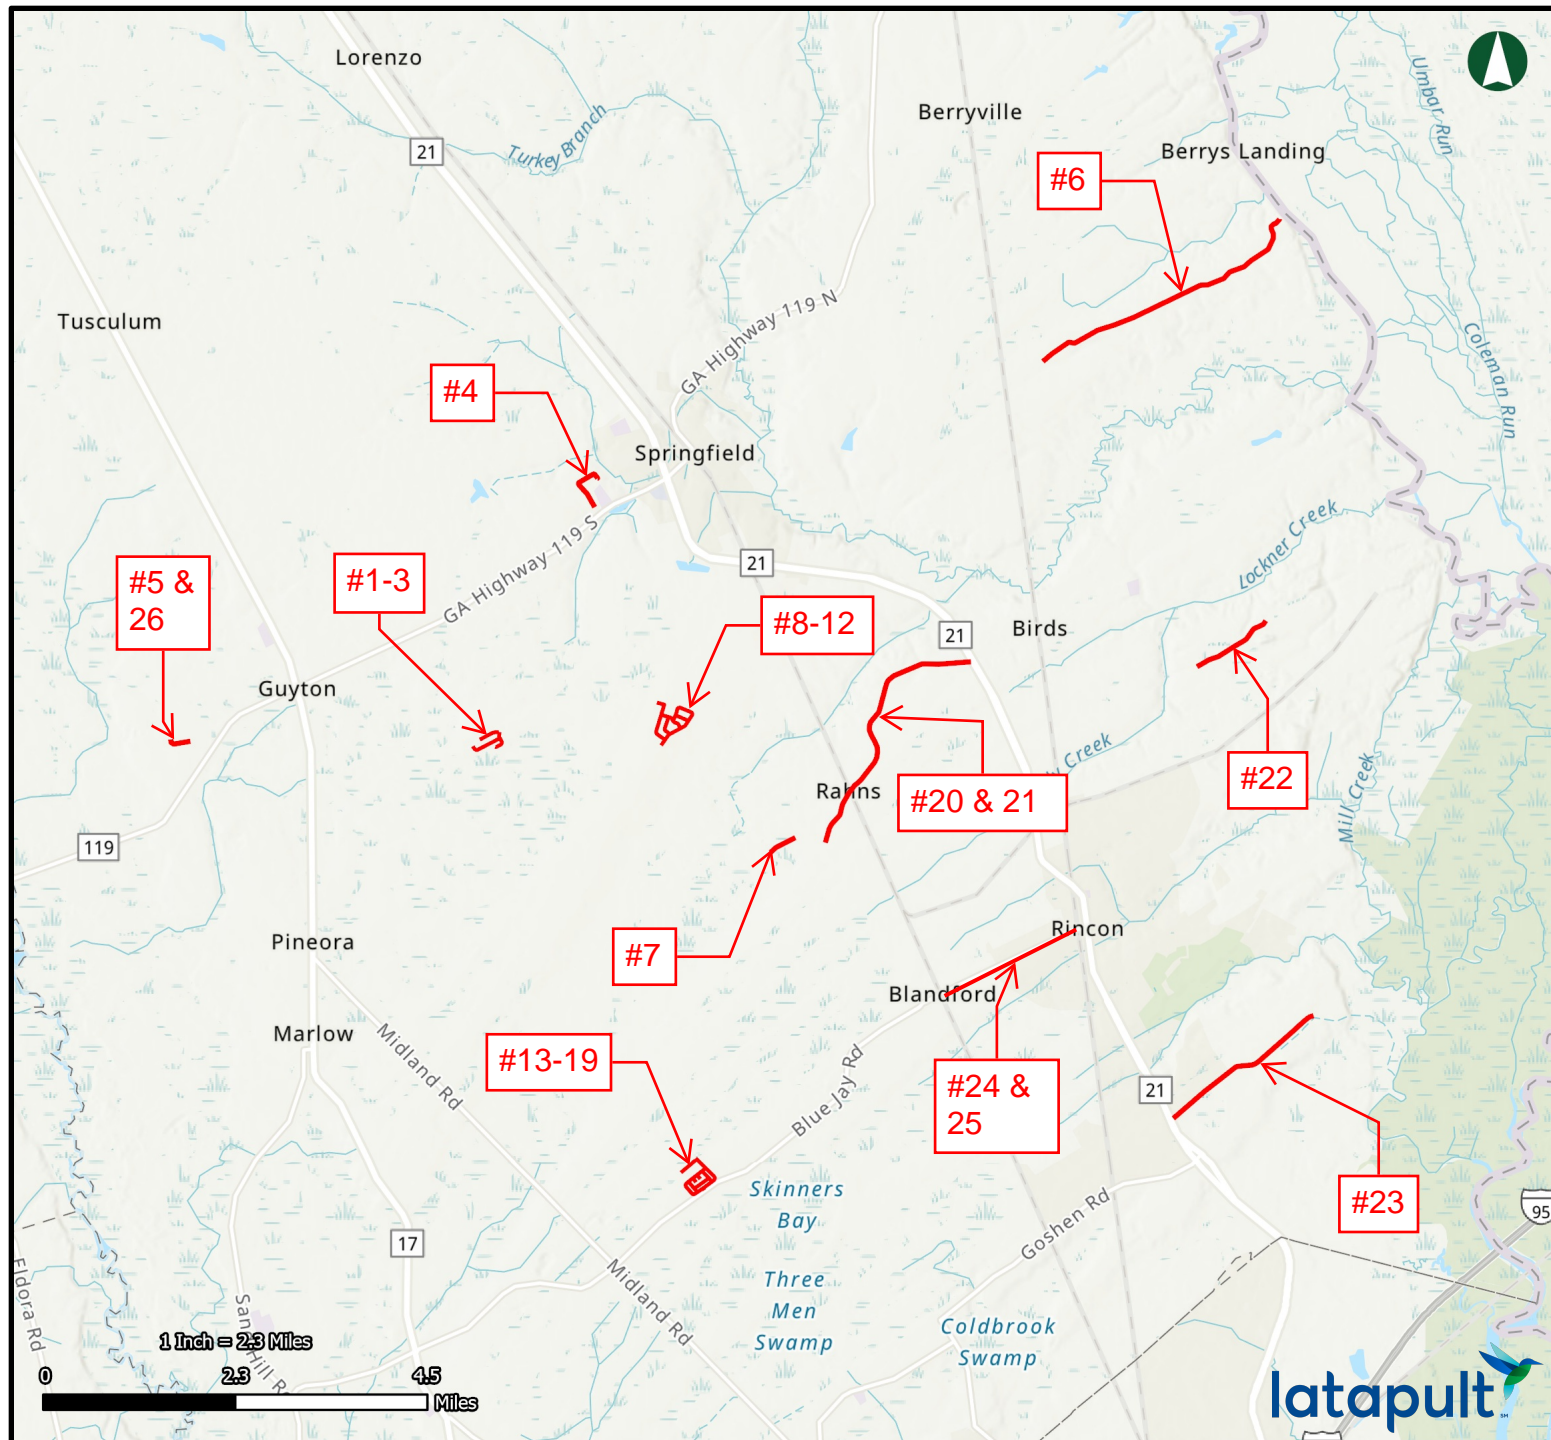 Lorenzo
21
Turkey Branch
Berryville
Umbar Run
Berrys Landing
#6
GA Highway 119 N
Tusculum
Coleman Run
#4
Springfield
GA Highway 119 S
Lockner Creek
21
#5 &
26
#1-3
#8-12
21
Birds
Guyton
#22
Rahns
#20 & 21
Creek
Mill Creek
119
#7
Rincon
Pineora
Blandford
Marlow
Midland Rd
#13-19
Blue Jay Rd
#24 &
25
21
Skinners
Bay
#23
95
Goshen Rd
17
Eldora Rd
Midland Rd
Three
Men
Swamp
Coldbrook
Swamp
Sand Hill Rd
1 Inch = 2.3 Miles
0 2.3 4.5
Miles
latapult
SM